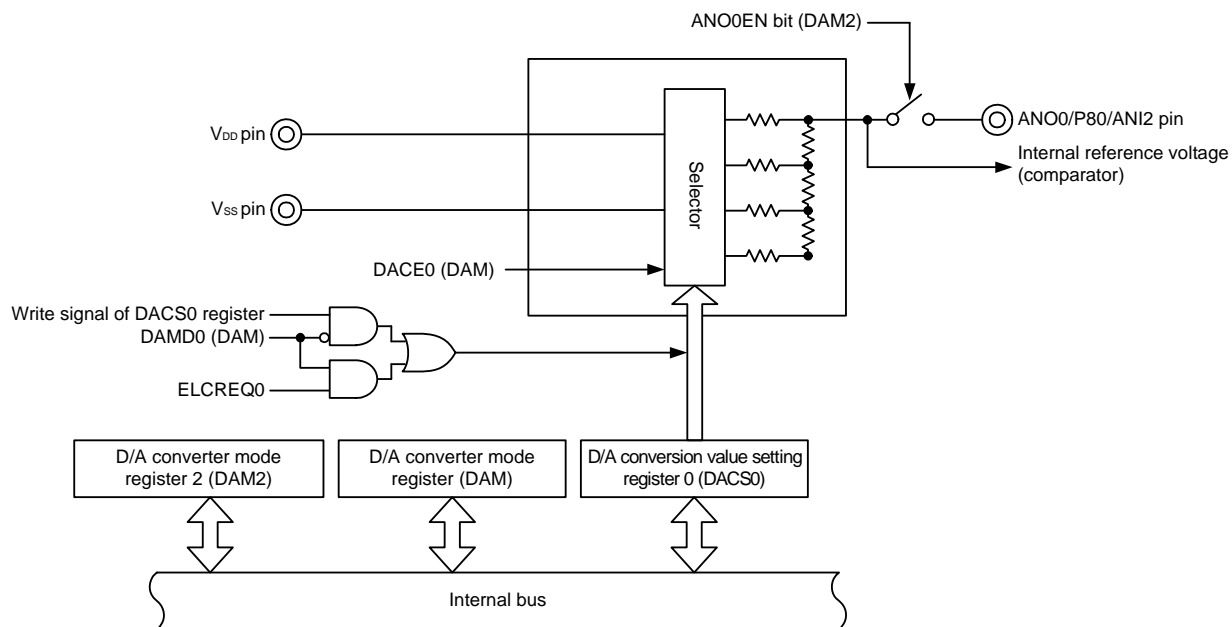 ANO0EN bit (DAM2)
VDD pin
VSS pin
Selector
ANO0/P80/ANI2 pin
Internal reference voltage
(comparator)
DACE0 (DAM)
Write signal of DACS0 register
DAMD0 (DAM)
ELCREQ0
D/A converter mode
register 2 (DAM2)
D/A converter mode
register (DAM)
D/A conversion value setting
register 0 (DACS0)
Internal bus